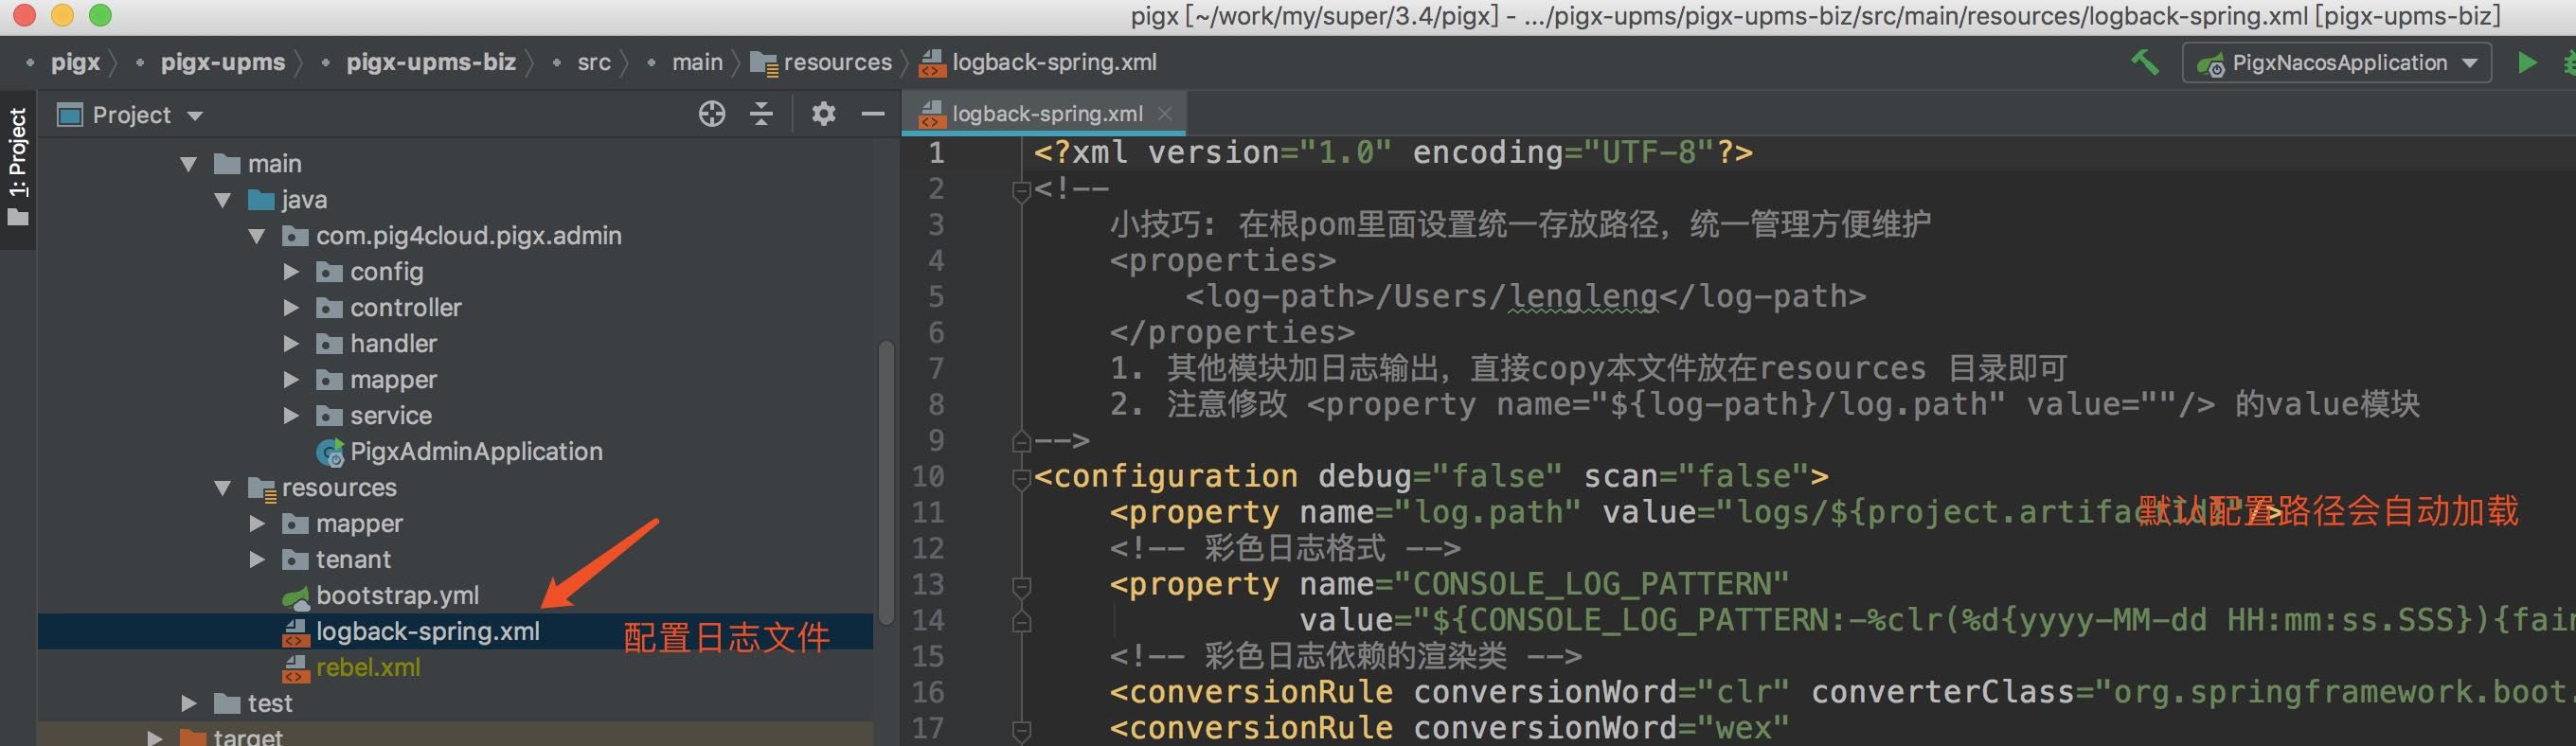 pigx [~/work/my/super/3.4/pigx] - .../pigx-upms/pigx-upms-biz/src/main/resources/logback-spring.xml [pigx-upms-biz]
pigx pigx-upms pigx-upms-biz src main resources logback-spring.xml PigxNacosApplication
1: Project
Project
main
java
com.pig4cloud.pigx.admin
config
controller
handler
mapper
service
PigxAdminApplication
resources
mapper
tenant
bootstrap.yml
logback-spring.xml
配置日志文件
rebel.xml
test
target
logback-spring.xml
1 <?xml version="1.0" encoding="UTF-8"?>
2 <!--
3 小技巧: 在根pom里面设置统一存放路径，统一管理方便维护
4 <properties>
5 <log-path>/Users/lengleng</log-path>
6 </properties>
7 1. 其他模块加日志输出，直接copy本文件放在resources 目录即可
8 2. 注意修改 <property name="${log-path}/log.path" value=""/> 的value模块
9 -->
10 <configuration debug="false" scan="false">
11 <property name="log.path" value="logs/${project.artifactId}"/>
默认配置路径会自动加载
12 <!-- 彩色日志格式 -->
13 <property name="CONSOLE_LOG_PATTERN"
14 value="${CONSOLE_LOG_PATTERN:-%clr(%d{yyyy-MM-dd HH:mm:ss.SSS}){fain
15 <!-- 彩色日志依赖的渲染类 -->
16 <conversionRule conversionWord="clr" converterClass="org.springframework.boot.
17 <conversionRule conversionWord="wex"